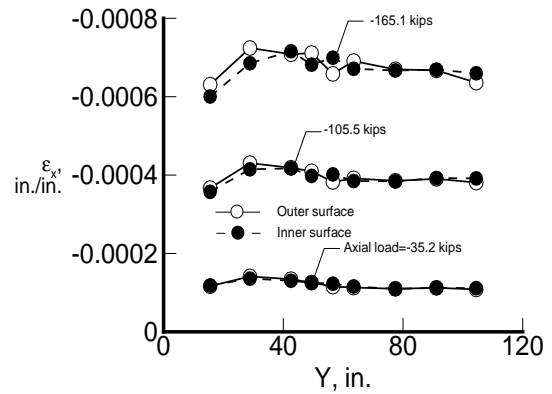 -0.0008
-165.1 kips
-0.0006
-105.5 kips
εx,
in./in.
-0.0004
Outer surface
Inner surface
Axial load=-35.2 kips
-0.0002
0
0
40
80
120
Y, in.